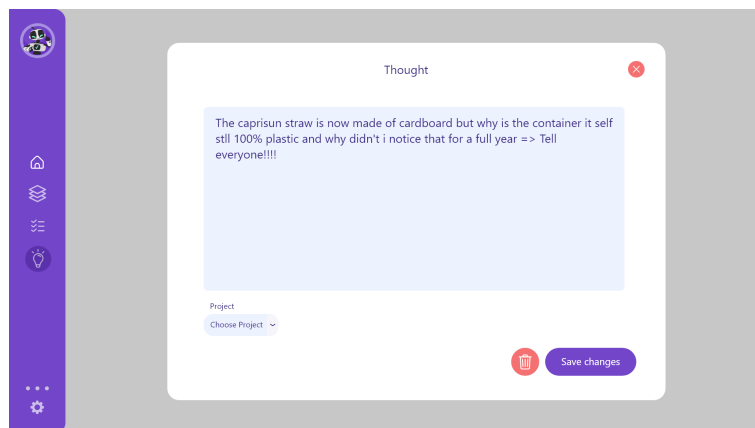 Thought
The caprisun straw is now made of cardboard but why is the container it self
stll 100% plastic and why didn't i notice that for a full year => Tell
everyone!!!!
Project
Choose Project
Save changes